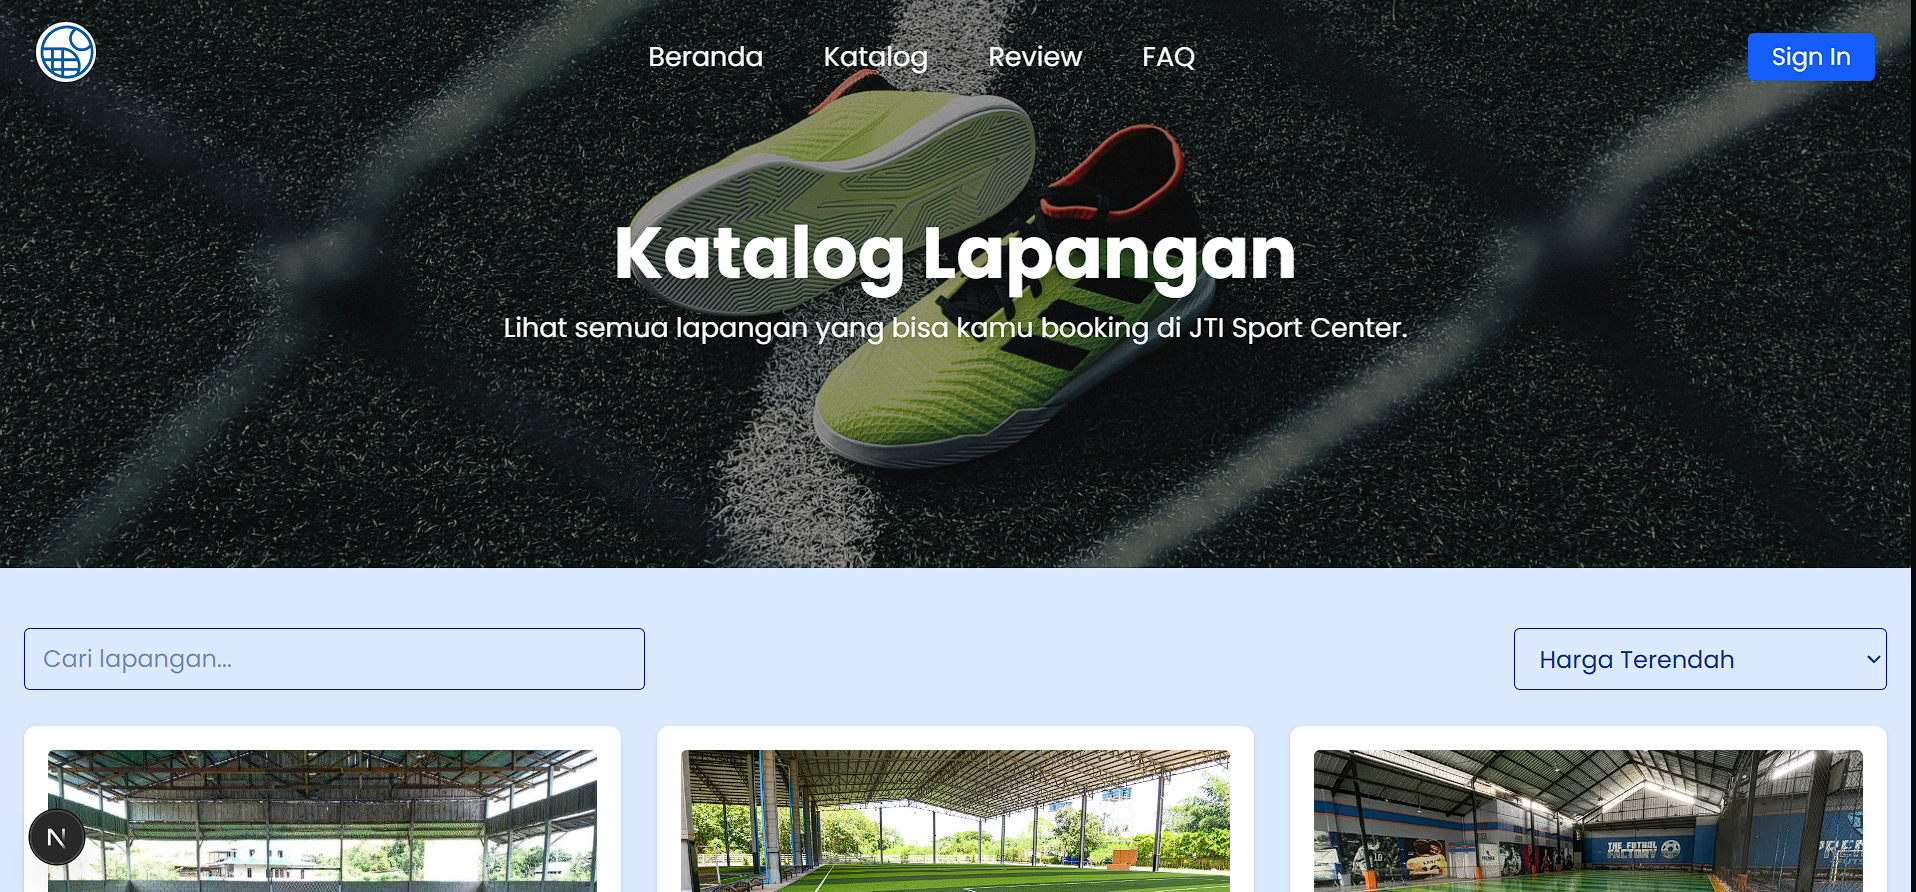 Beranda Katalog Review FAQ Sign In
Katalog Lapangan
Lihat semua lapangan yang bisa kamu booking di JTI Sport Center.
Cari lapangan...
Harga Terendah
N
THE FUTBOL
FACTORY